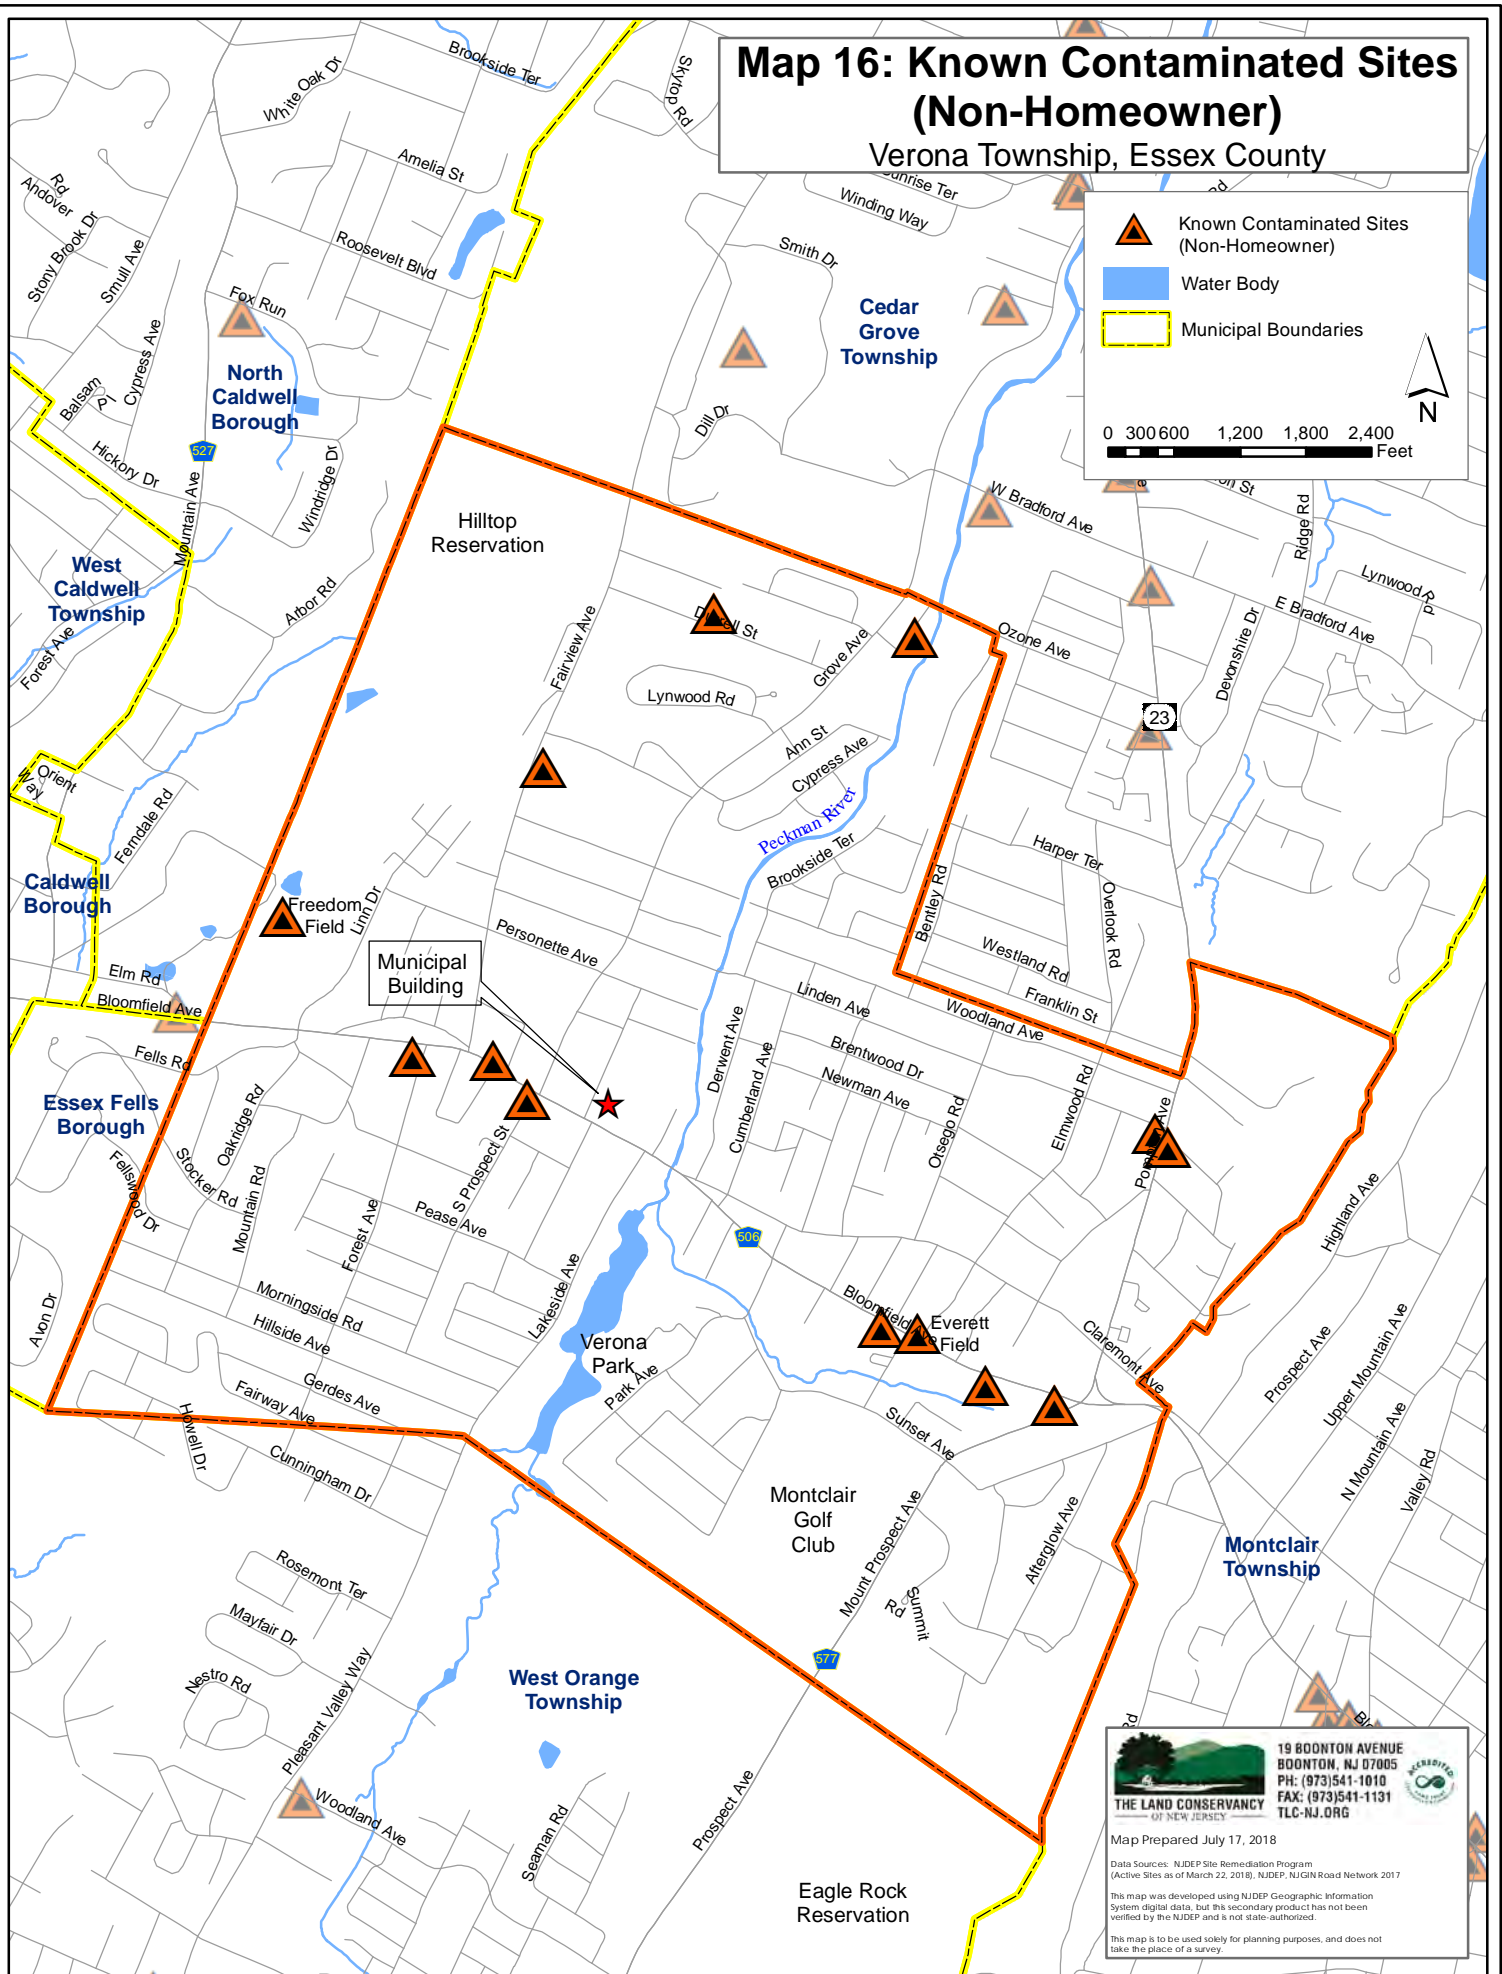 Map 16: Known Contaminated Sites
(Non-Homeowner)
Verona Township, Essex County
Known Contaminated Sites
(Non-Homeowner)
Water Body
Municipal Boundaries
N
0 300 600 1,200 1,800 2,400
Feet
Brookside Ter
White Oak Dr
Skytop Rd
Amelia St
Andover Rd
Stony Brook Dr
Smull Ave
Roosevelt Blvd
Winding Way
Smith Dr
Fox Run
Cypress Ave
Balsam Pl
Hickory Dr
North
Caldwell
Borough
527
Mountain Ave
Windridge Dr
Cedar
Grove
Township
Dill Dr
W Bradford Ave
Ridge Rd
Lynwood Rd
E Bradford Ave
Devonshire Dr
Hilltop
Reservation
West
Caldwell
Township
Forest Ave
Arbor Rd
Fairview Ave
Durrell St
Grove Ave
Ozone Ave
Lynwood Rd
Ann St
Cypress Ave
23
Orient Way
Ferndale Rd
Peckman River
Brookside Ter
Harper Ter
Overlook Rd
Bentley Rd
Caldwell
Borough
Freedom
Field
Linn Dr
Personette Ave
Westland Rd
Franklin St
Municipal
Building
Elm Rd
Bloomfield Ave
Linden Ave
Woodland Ave
Derwent Ave
Cumberland Ave
Brentwood Dr
Newman Ave
Otsego Rd
Elmwood Rd
Fells Rd
Essex Fells
Borough
Oakridge Rd
Stocker Rd
Fellswood Dr
Mountain Rd
Forest Ave
S Prospect St
Pease Ave
506
Highland Ave
Avon Dr
Morningside Rd
Hillside Ave
Lakeside Ave
Verona
Park
Park Ave
Bloomfield Ave
Everett
Field
Claremont Ave
Prospect Ave
Upper Mountain Ave
N Mountain Ave
Valley Rd
Gerdes Ave
Fairway Ave
Howell Dr
Cunningham Dr
Sunset Ave
Montclair
Golf
Club
Mount Prospect Ave
Afterglow Ave
Summit Rd
Montclair
Township
Rosemont Ter
Mayfair Dr
Nestro Rd
Pleasant Valley Way
West Orange
Township
577
Woodland Ave
Seaman Rd
Prospect Ave
Eagle Rock
Reservation
THE LAND CONSERVANCY
OF NEW JERSEY
19 BOONTON AVENUE
BOONTON, NJ 07005
PH: (973)541-1010
FAX: (973)541-1131
TLC-NJ.ORG
ACCREDITED
Map Prepared July 17, 2018
Data Sources: NJDEP Site Remediation Program
(Active Sites as of March 22, 2018), NJDEP, NJGIN Road Network 2017
This map was developed using NJDEP Geographic Information
System digital data, but this secondary product has not been
verified by the NJDEP and is not state-authorized.
This map is to be used solely for planning purposes, and does not
take the place of a survey.